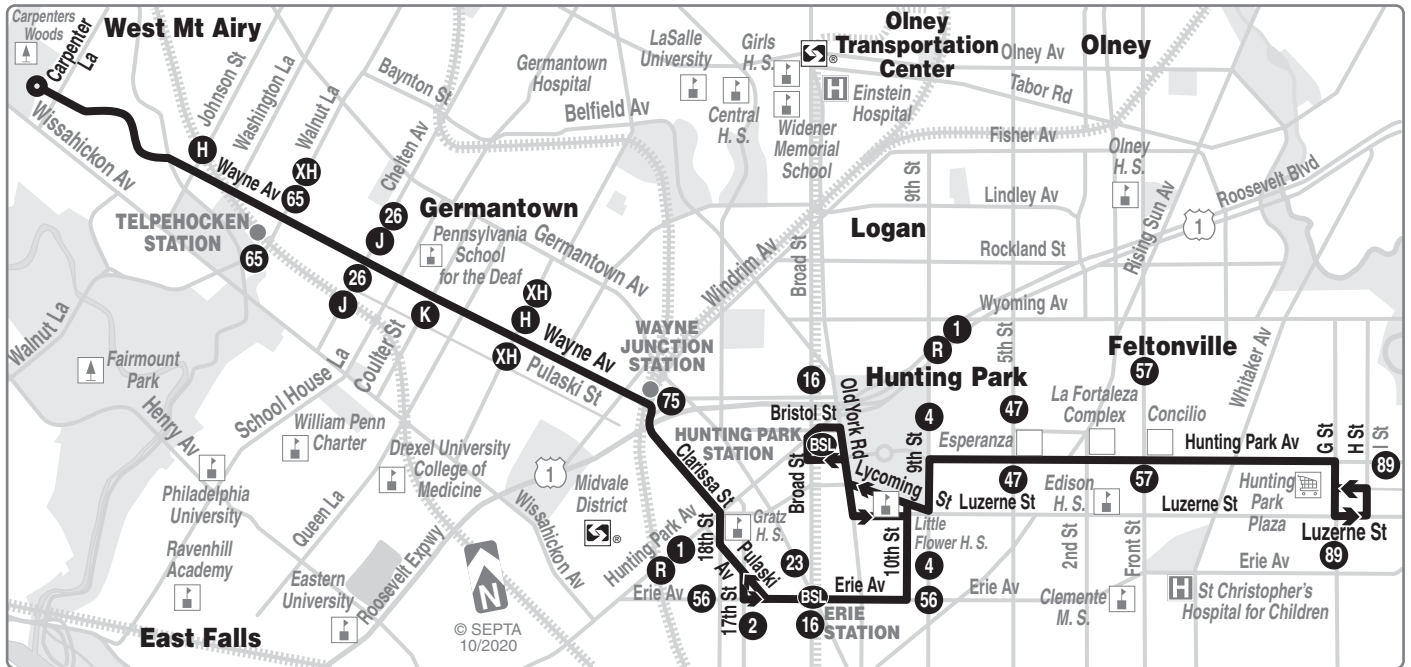 Carpenters
Woods
West Mt Airy
Carpenter
La
Wissahickon Av
Johnson St
Washington La
Walnut La
H
Wayne Av
XH
65
TELPEHOCKEN
STATION
65
Baynton St
Chelten Av
26
J
26
J
Germantown
Hospital
Belfield Av
Germantown
Pennsylvania
School
for the Deaf
Germantown Av
K
XH
H
XH
Wayne Av
Pulaski St
Coulter St
School House La
Walnut La
Fairmount
Park
Henry Av
William Penn
Charter
Drexel University
College of
Medicine
Philadelphia
University
Queen La
Ravenhill
Academy
Eastern
University
Roosevelt Expwy
East Falls
N
© SEPTA
10/2020
1
Wissahickon Av
Midvale
District
®
LaSalle
University
Girls
H. S.
Central
H. S.
Widener
Memorial
School
Olney
Transportation
Center
®
H
Einstein
Hospital
Olney Av
Olney
Tabor Rd
Fisher Av
Olney
H. S.
9th St
Lindley Av
Logan
Rockland St
Rising Sun Av
1
Roosevelt Blvd
Windrim Av
Broad St
Wyoming Av
WAYNE
JUNCTION
STATION
75
16
1
R
5th St
Feltonville
57
Whitaker Av
Hunting Park
Old York Rd
Bristol St
HUNTING PARK
STATION
BSL
Broad St
Lycoming
St
9th St
4
47
La Fortaleza
Complex
Esperanza
Concilio
Hunting Park Av
G St
H St
I St
89
47
Luzerne St
Edison
H. S.
57
Luzerne St
Hunting
Park
Plaza
Luzerne St
89
Clarissa St
18th St
Gratz
H. S.
Hunting Park Av
1
R
Pulaski
Av
23
10th St
Little
Flower H. S.
4
Erie Av
56
17th St
2
BSL
16
Erie Av
ERIE
STATION
56
Erie Av
2nd St
Front St
Clemente
M. S.
Erie Av
H
St Christopher's
Hospital for Children